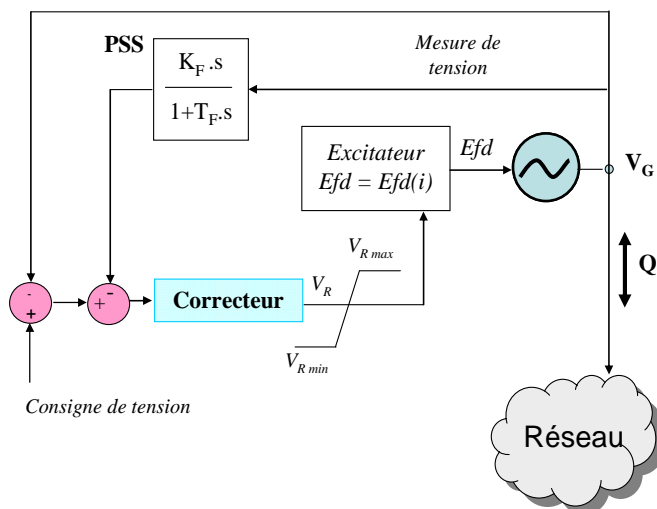 PSS
Mesure de
tension
K_F .s
1+T_F.s
Excitateur
Efd = Efd(i)
Efd
V_G
Q
V_R max
V_R
V_R min
-
+
+
-
Correcteur
Consigne de tension
Réseau